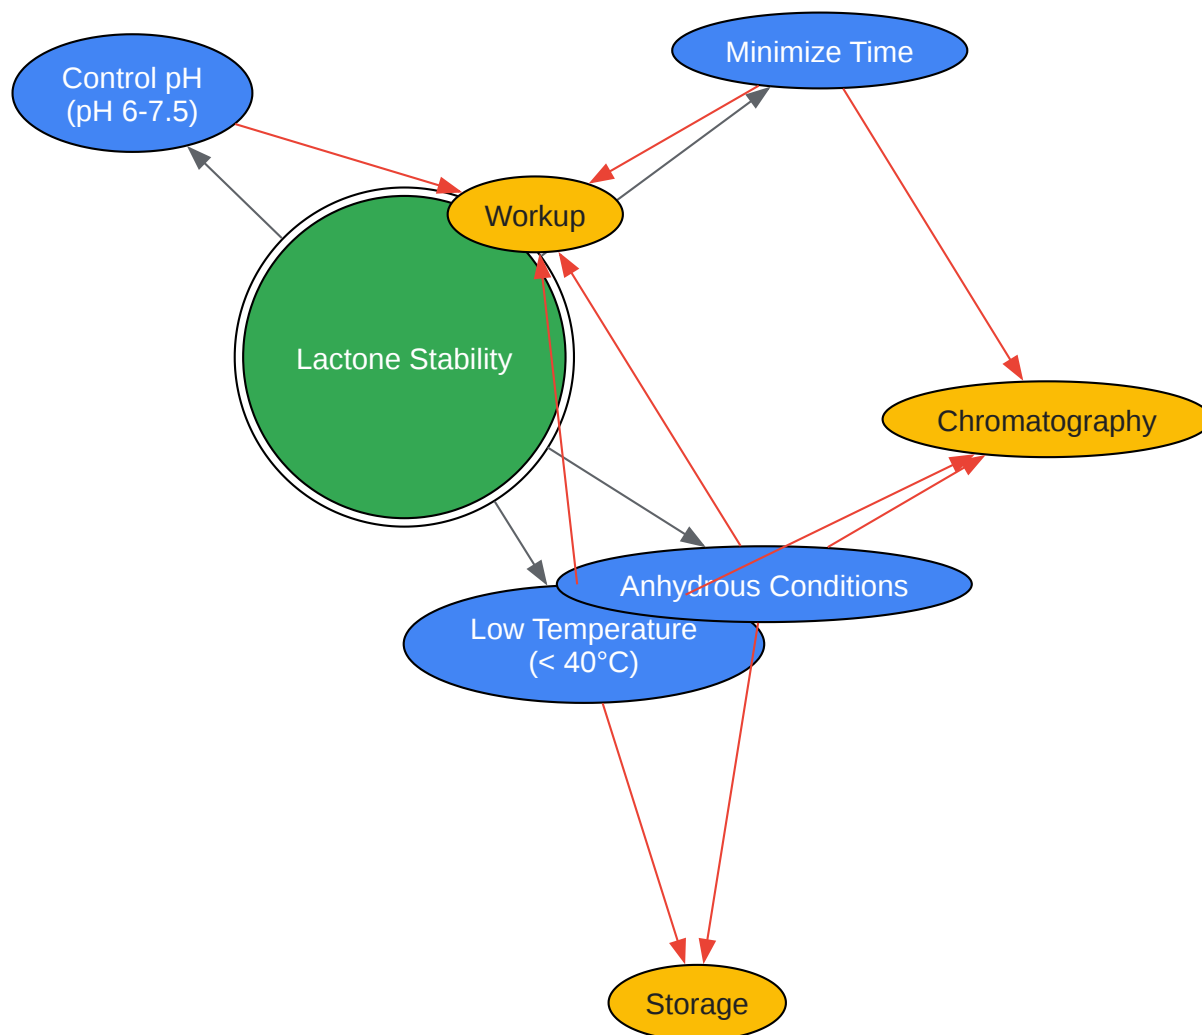 Minimize Time
Control pH
(pH 6-7.5)
Workup
Lactone Stability
Chromatography
Anhydrous Conditions
Low Temperature
(< 40°C)
Storage